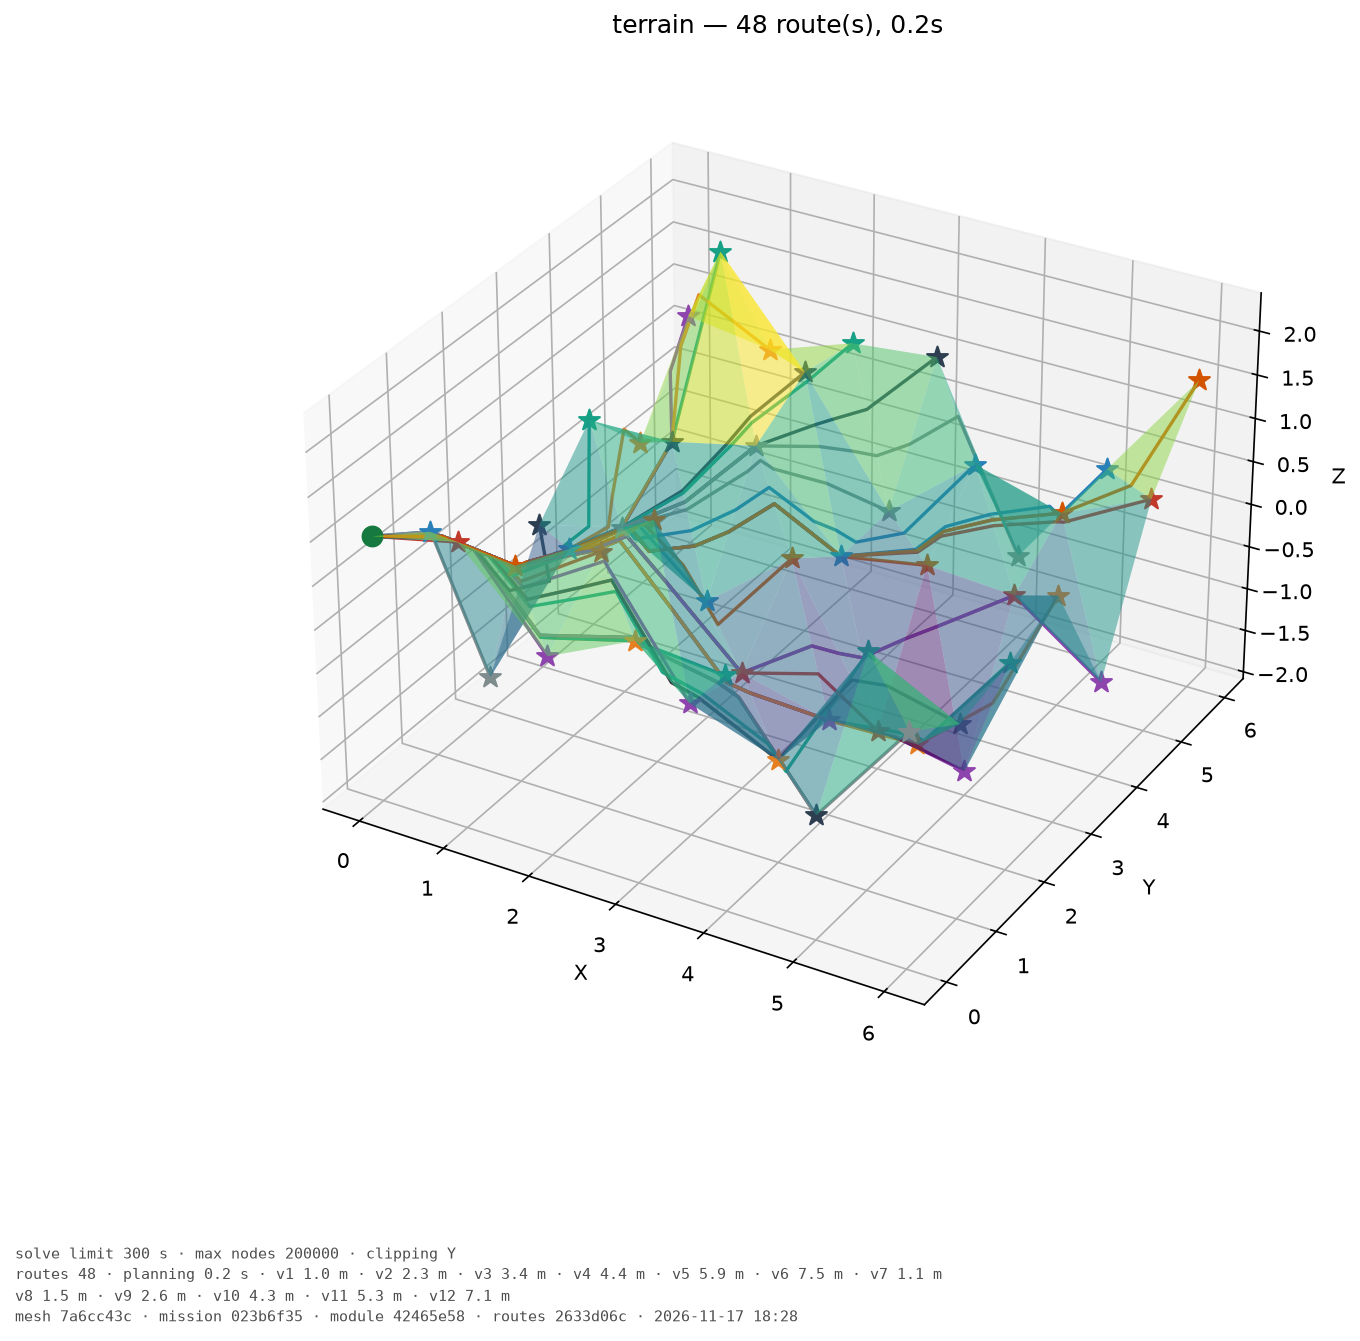 terrain — 48 route(s), 0.2s
2.0
1.5
1.0
0.5
Z
0.0
−0.5
−1.0
−1.5
−2.0
6
5
4
3
Y
2
1
0
0
1
2
3
X
4
5
6
solve limit 300 s · max nodes 200000 · clipping Y
routes 48 · planning 0.2 s · v1 1.0 m · v2 2.3 m · v3 3.4 m · v4 4.4 m · v5 5.9 m · v6 7.5 m · v7 1.1 m
v8 1.5 m · v9 2.6 m · v10 4.3 m · v11 5.3 m · v12 7.1 m
mesh 7a6cc43c · mission 023b6f35 · module 42465e58 · routes 2633d06c · 2026-11-17 18:28